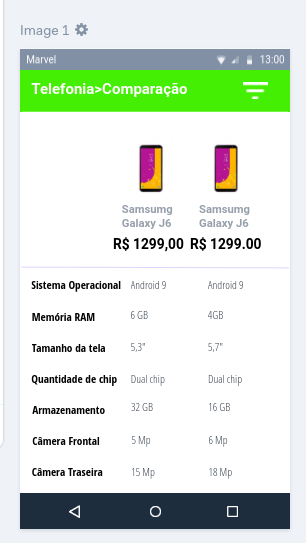 Image 1
Marvel 13:00
Telefonia>Comparação
Samsumg Samsumg
Galaxy J6 Galaxy J6
R$ 1299,00 R$ 1299.00
Sistema Operacional Android 9 Android 9
Memória RAM 6 GB 4GB
Tamanho da tela 5,3" 5,7"
Quantidade de chip Dual chip Dual chip
Armazenamento 32 GB 16 GB
Câmera Frontal 5 Mp 6 Mp
Câmera Traseira 15 Mp 18 Mp